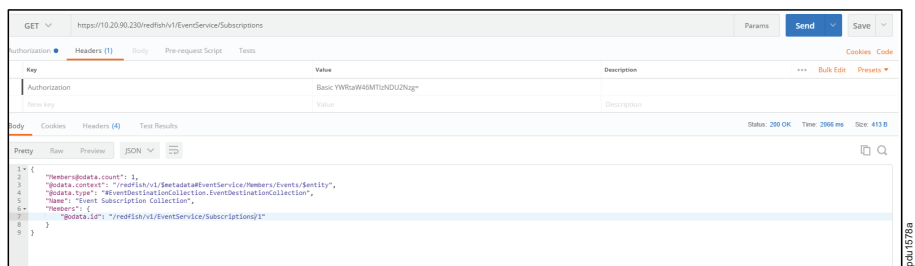 GET https://10.20.90.230/redfish/v1/EventService/Subscriptions Params Send Save
Authorization Headers (1) Body Pre-request Script Tests Cookies Code
Key Value Description Bulk Edit Presets
Authorization Basic YWRtaW46MTIzNDU2Nzg=
New key Value Description
Body Cookies Headers (4) Test Results Status: 200 OK Time: 2066 ms Size: 413 B
Pretty Raw Preview JSON
1 {
2 "Members@odata.count": 1,
3 "@odata.context": "/redfish/v1/$metadata#EventService/Members/Events/$entity",
4 "@odata.type": "#EventDestinationCollection.EventDestinationCollection",
5 "Name": "Event Subscription Collection",
6 "Members": {
7 "@odata.id": "/redfish/v1/EventService/Subscriptions/1"
8 }
9 }
pdu1578a